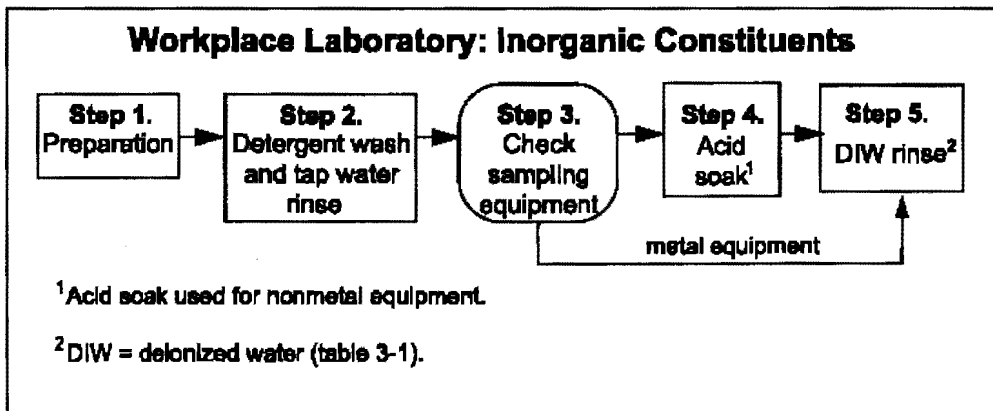 Workplace Laboratory: Inorganic Constituents
Step 1.
Preparation
Step 2.
Detergent wash
and tap water
rinse
Step 3.
Check
sampling
equipment
Step 4.
Acid
soak¹
Step 5.
DIW rinse²
metal equipment
¹Acid soak used for nonmetal equipment.
²DIW = deionized water (table 3-1).